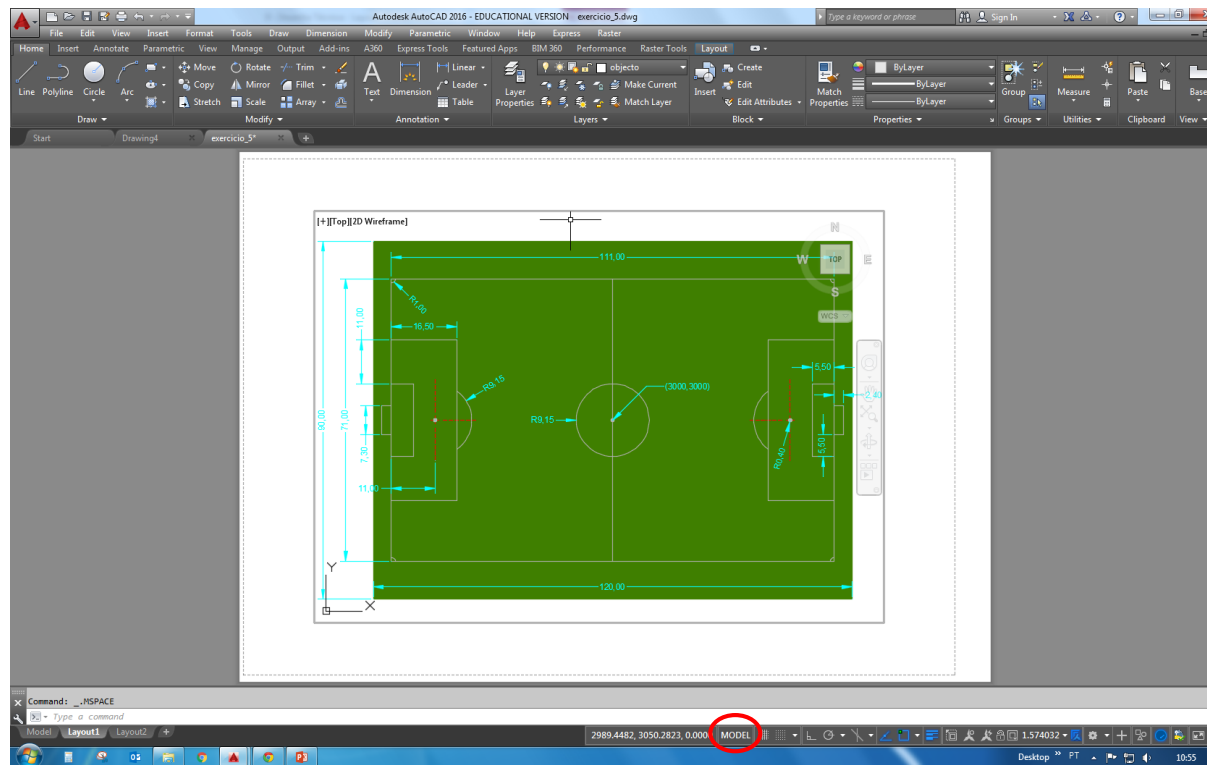 Autodesk AutoCAD 2016 - EDUCATIONAL VERSION exercicio_5.dwg
Type a keyword or phrase
Sign In
File Edit View Insert Format Tools Draw Dimension Modify Parametric Window Help Express Raster
Home Insert Annotate Parametric View Manage Output Add-ins A360 Express Tools Featured Apps BIM 360 Performance Raster Tools Layout
Move Rotate Trim Linear objecto Create ByLayer
Line Polyline Circle Arc Copy Mirror Fillet Text Dimension Leader Layer Properties Make Current Insert Edit Match Properties ByLayer Group Measure Paste Base
Stretch Scale Array Table Match Layer Edit Attributes ByLayer
Draw Modify Annotation Layers Block Properties Groups Utilities Clipboard View
Start Drawing4 exercicio_5*
[+][Top][2D Wireframe]
N
W TOP E
S
WCS
111,00
R1,00
11,00
16,50
R9,15
(3000,3000)
5,50
2,40
90,00
71,00
R9,15
7,30
R0,40
5,50
11,00
Y
X
120,00
Command: _.MSPACE
Type a command
Model Layout1 Layout2
2989.4482, 3050.2823, 0.000 MODEL 1.574032
Desktop PT 10:55